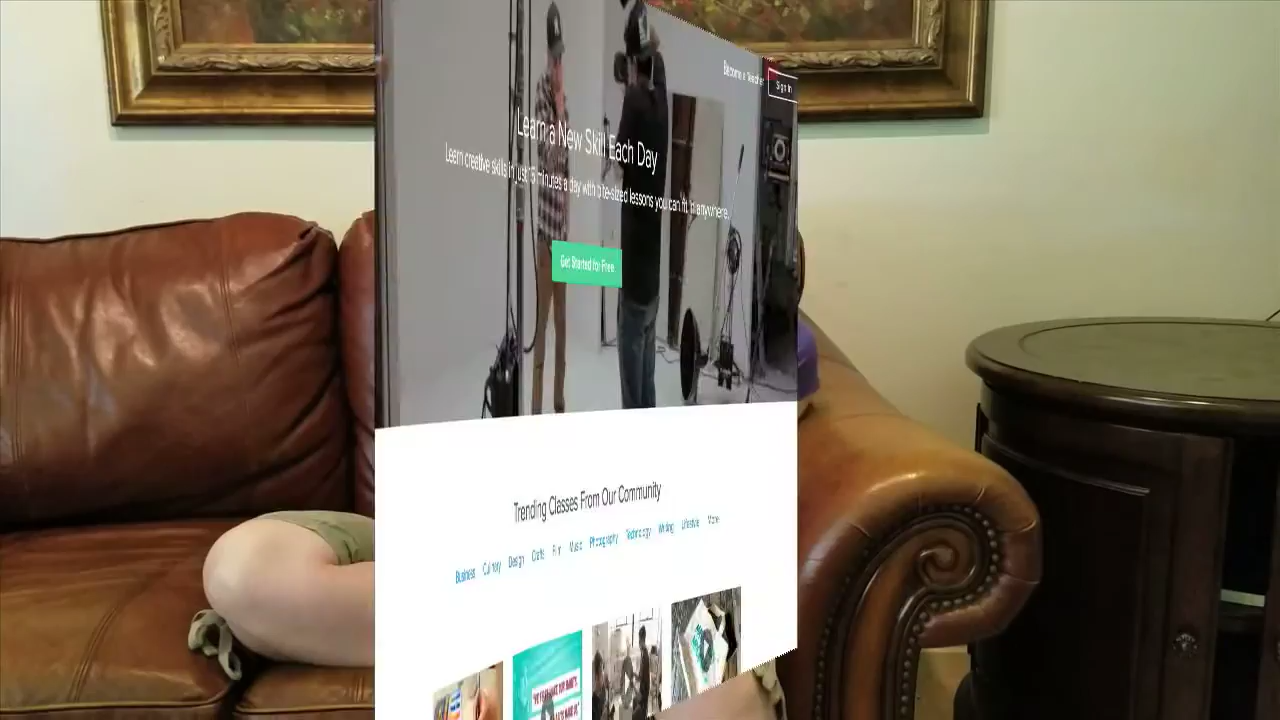 Become a Teacher
Sign In
Learn a New Skill Each Day
Learn creative skills in just 15 minutes a day with bite-sized lessons you can fit in anywhere.
Get Started for Free
Trending Classes From Our Community
Business Culinary Design Crafts Film Music Photography Technology Writing Lifestyle More